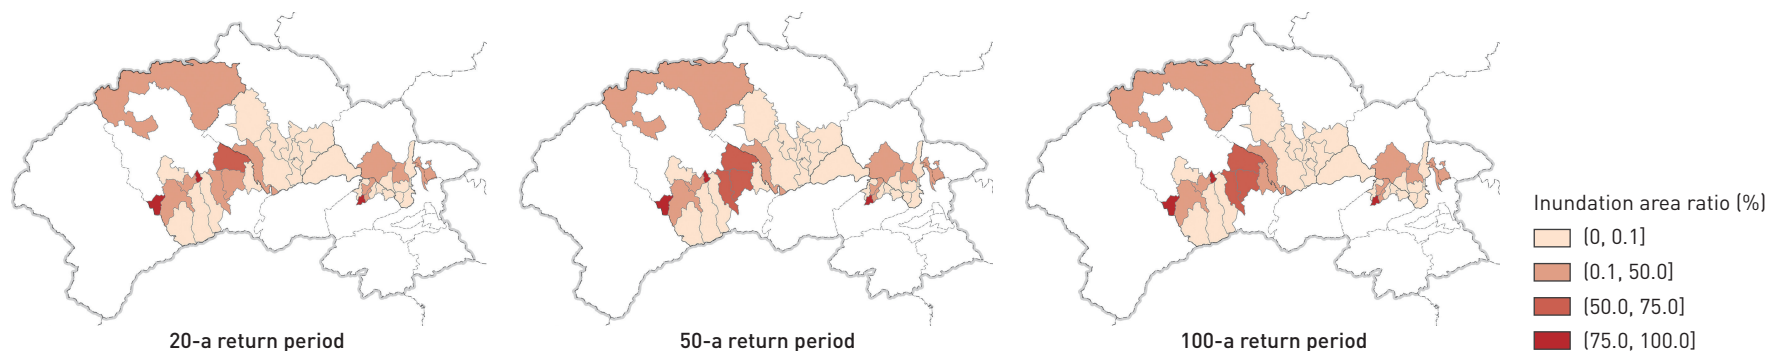 Inundation area ratio (%)
(0, 0.1]
(0.1, 50.0]
(50.0, 75.0]
(75.0, 100.0]
20-a return period
50-a return period
100-a return period